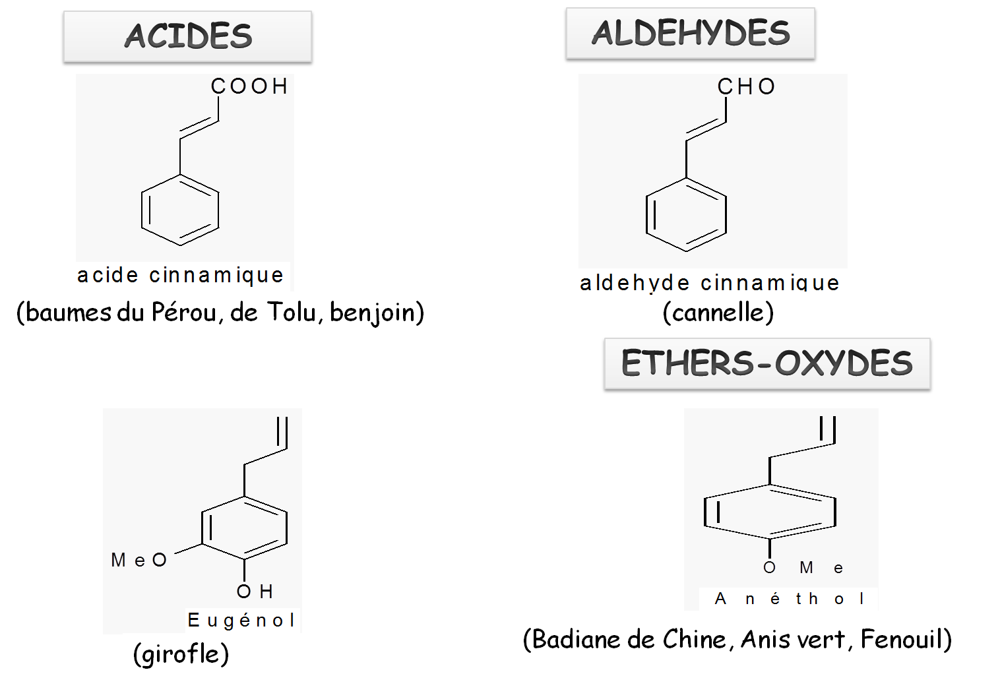 ACIDES
COOH
acide cinnamique
(baumes du Pérou, de Tolu, benjoin)
ALDEHYDES
CHO
aldehyde cinnamique
(cannelle)
MeO
OH
Eugénol
(girofle)
ETHERS-OXYDES
O Me
Anéthol
(Badiane de Chine, Anis vert, Fenouil)